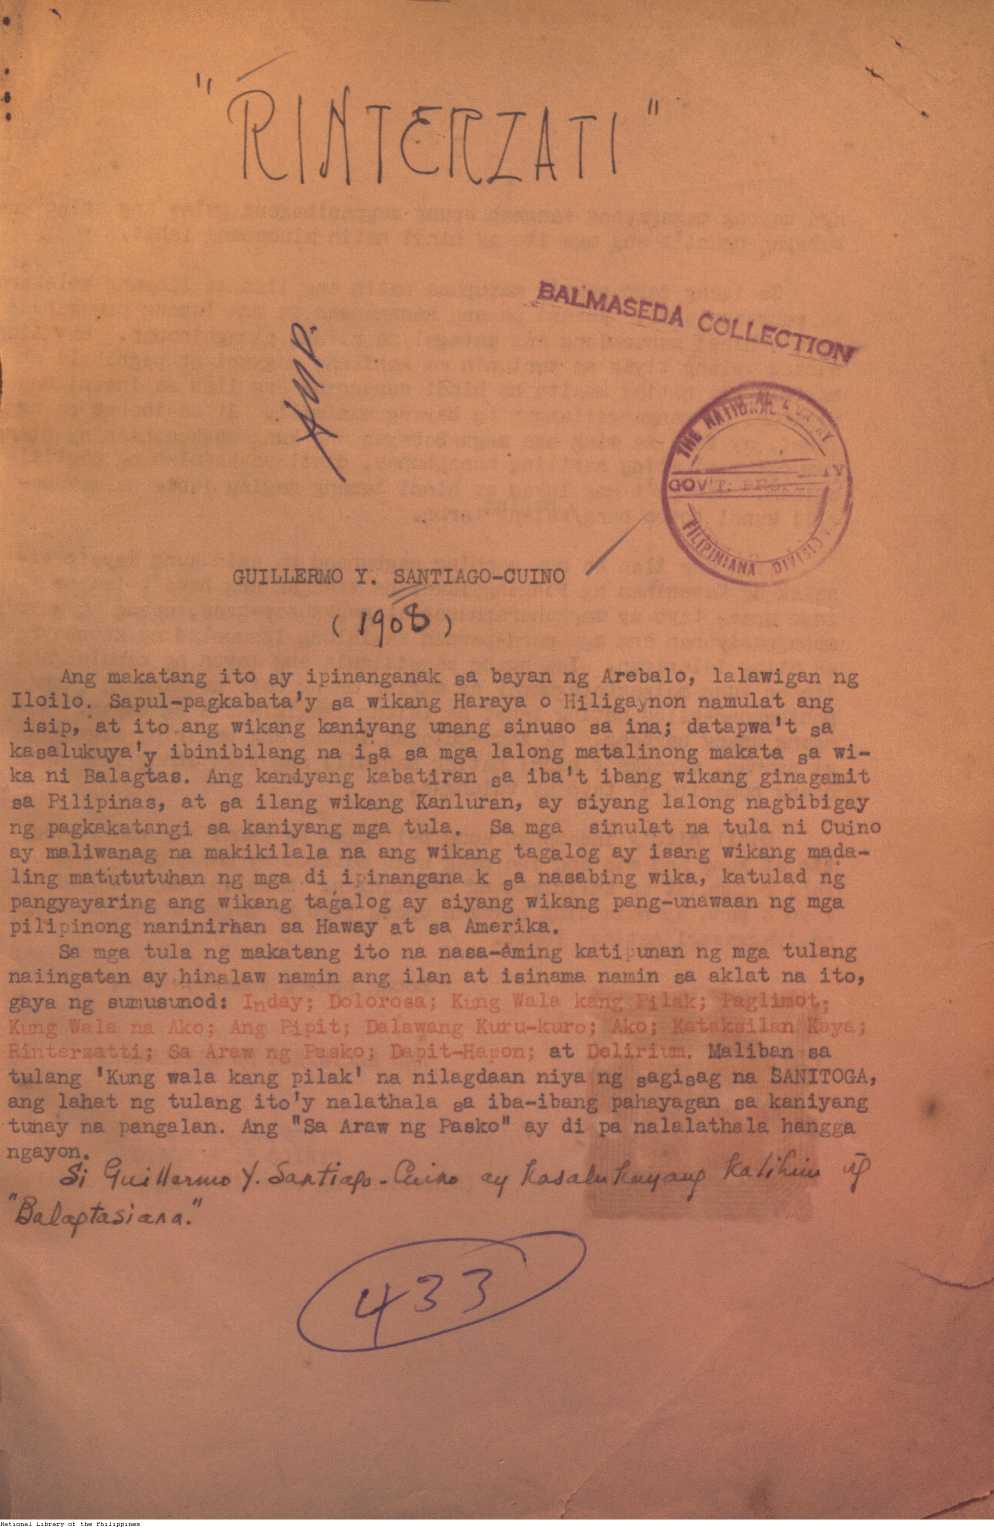 "RINTERZATI"
BALMASEDA COLLECTION
THE NATIONAL LIBRARY
GOV'T. PROPERTY
FILIPINIANA DIVISION
GUILLERMO Y. SANTIAGO-CUINO
(1908)
Ang makatang ito ay ipinanganak sa bayan ng Arebalo, lalawigan ng
Iloilo. Sapul-pagkabata'y sa wikang Haraya o Hiligaynon namulat ang
isip, at ito ang wikang kaniyang unang sinuso sa ina; datapwa't sa
kasalukuya'y ibinibilang na isa sa mga lalong matalinong makata sa wi-
ka ni Balagtas. Ang kaniyang kabatiran sa iba't ibang wikang ginagamit
sa Pilipinas, at sa ilang wikang Kanluran, ay siyang lalong nagbibigay
ng pagkakatangi sa kaniyang mga tula. Sa mga sinulat na tula ni Cuino
ay maliwanag na makikilala na ang wikang tagalog ay isang wikang mada-
ling matututuhan ng mga di ipinangana k sa nasabing wika, katulad ng
pangyayaring ang wikang tagalog ay siyang wikang pang-unawaan ng mga
pilipinong naninirhan sa Haway at sa Amerika.
Sa mga tula ng makatang ito na nasa-aming katipunan ng mga tulang
naiingatan ay hinalaw namin ang ilan at isinama namin sa aklat na ito,
gaya ng sumusunod: Inday; Dolorosa; Kung Wala kang Pilak; Paglimot;
Kung Wala na Ako; Ang Pipit; Dalawang Kuru-kuro; Ako; Kataksilan Kaya;
Rinterzatti; Sa Araw ng Pasko; Dapit-Hapon; at Delirium. Maliban sa
tulang 'Kung wala kang pilak' na nilagdaan niya ng sagisag na SANITOGA,
ang lahat ng tulang ito'y nalathala sa iba-ibang pahayagan sa kaniyang
tunay na pangalan. Ang "Sa Araw ng Pasko" ay di pa nalalathala hangga
ngayon.
Si Guillermo Y. Santiago-Cuino ay kasalukuyang kalihim ng
"Balagtasiana."
433
National Library of the Philippines